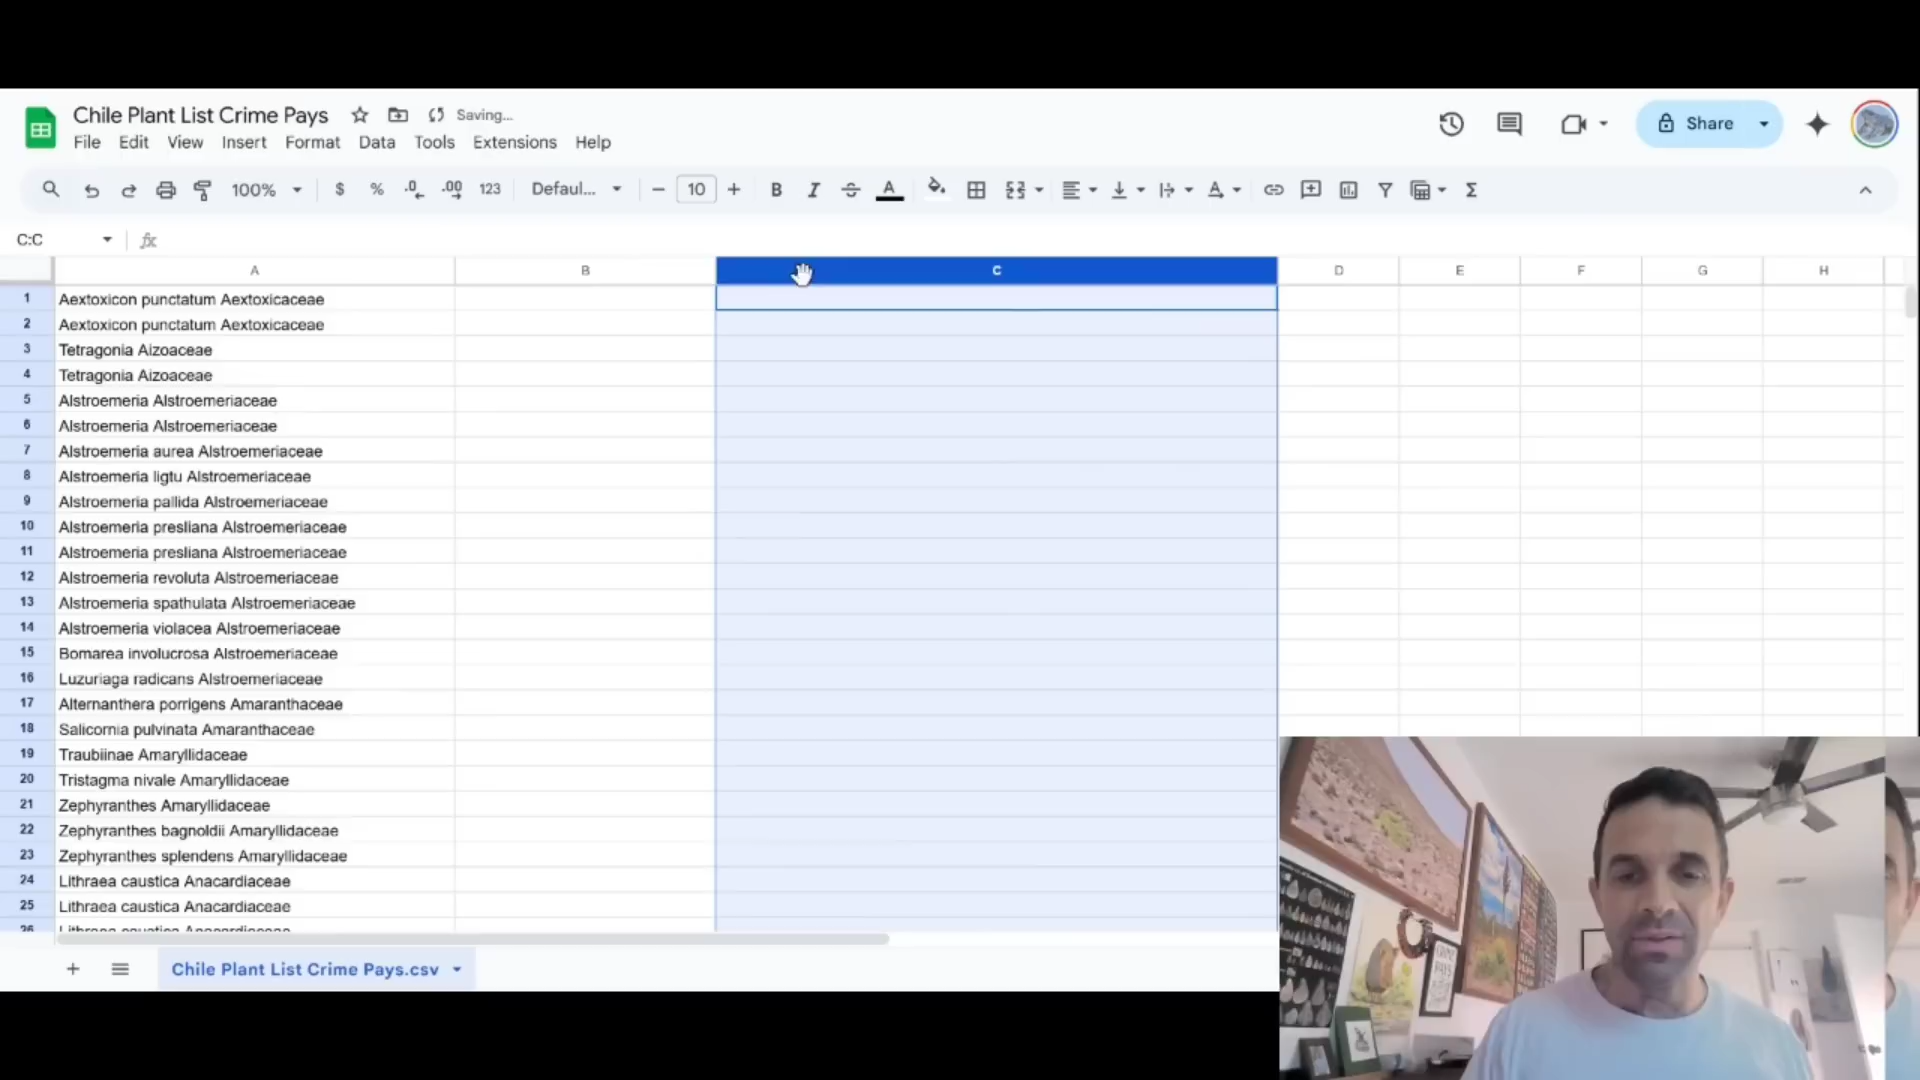 Chile Plant List Crime Pays
Saving...
File Edit View Insert Format Data Tools Extensions Help
Share
100% $ % .0 .00 123 Defaul... 10 B I A
C:C fx
A B C D E F G H
1 Aextoxicon punctatum Aextoxicaceae
2 Aextoxicon punctatum Aextoxicaceae
3 Tetragonia Aizoaceae
4 Tetragonia Aizoaceae
5 Alstroemeria Alstroemeriaceae
6 Alstroemeria Alstroemeriaceae
7 Alstroemeria aurea Alstroemeriaceae
8 Alstroemeria ligtu Alstroemeriaceae
9 Alstroemeria pallida Alstroemeriaceae
10 Alstroemeria presliana Alstroemeriaceae
11 Alstroemeria presliana Alstroemeriaceae
12 Alstroemeria revoluta Alstroemeriaceae
13 Alstroemeria spathulata Alstroemeriaceae
14 Alstroemeria violacea Alstroemeriaceae
15 Bomarea involucrosa Alstroemeriaceae
16 Luzuriaga radicans Alstroemeriaceae
17 Alternanthera porrigens Amaranthaceae
18 Salicornia pulvinata Amaranthaceae
19 Traubiinae Amaryllidaceae
20 Tristagma nivale Amaryllidaceae
21 Zephyranthes Amaryllidaceae
22 Zephyranthes bagnoldii Amaryllidaceae
23 Zephyranthes splendens Amaryllidaceae
24 Lithraea caustica Anacardiaceae
25 Lithraea caustica Anacardiaceae
26 Lithraea caustica Anacardiaceae
Chile Plant List Crime Pays.csv